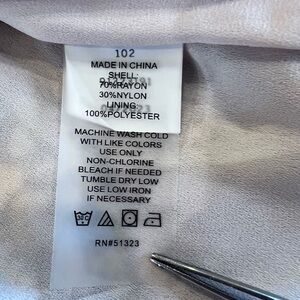 102
MADE IN CHINA
SHELL:
70%RAYON
30%NYLON
LINING:
100%POLYESTER
MACHINE WASH COLD
WITH LIKE COLORS
USE ONLY
NON-CHLORINE
BLEACH IF NEEDED
TUMBLE DRY LOW
USE LOW IRON
IF NECESSARY
RN#51323